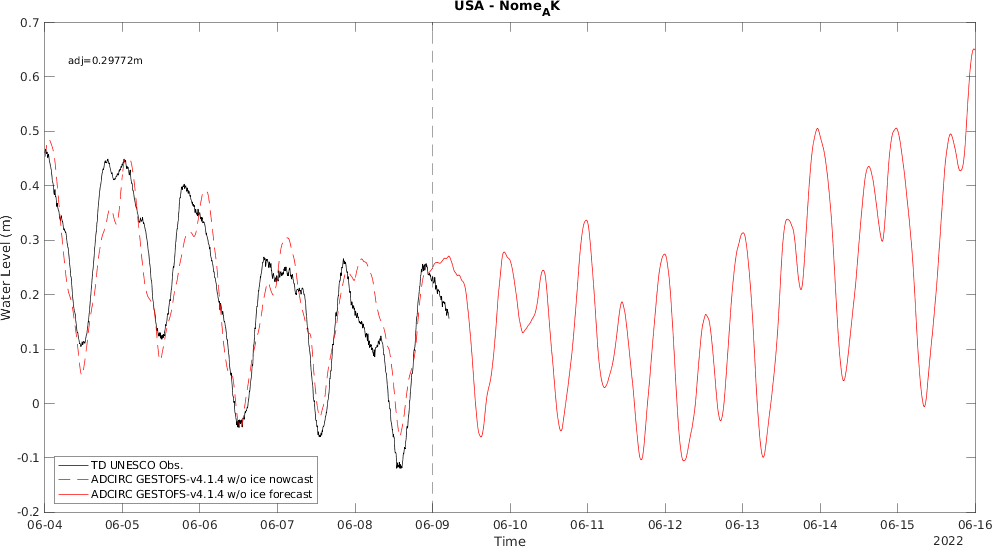 USA - Nome_AK
0.7
0.6
0.5
0.4
0.3
0.2
0.1
0
-0.1
-0.2
Water Level (m)
adj=0.29772m
TD UNESCO Obs.
ADCIRC GESTOFS-v4.1.4 w/o ice nowcast
ADCIRC GESTOFS-v4.1.4 w/o ice forecast
06-04 06-05 06-06 06-07 06-08 06-09 06-10 06-11 06-12 06-13 06-14 06-15 06-16
Time
2022